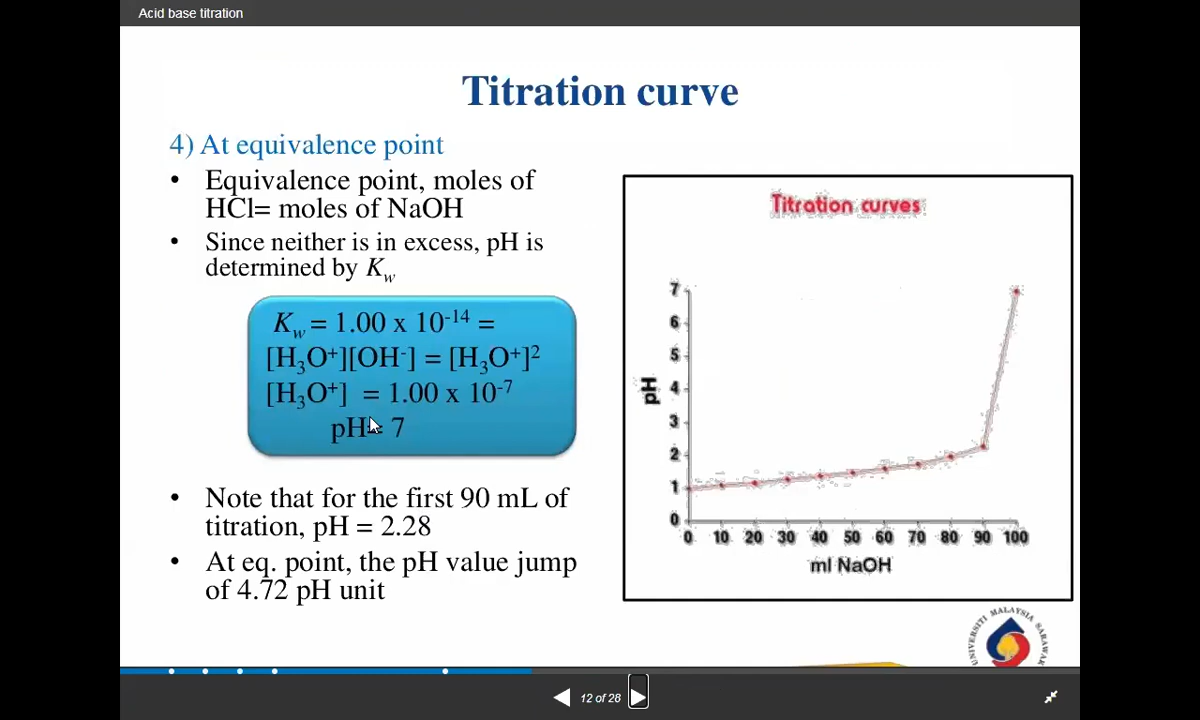 Acid base titration
Titration curve
4) At equivalence point
• Equivalence point, moles of
HCl= moles of NaOH
• Since neither is in excess, pH is
determined by Kw
Kw = 1.00 x 10-14 =
[H3O+][OH-] = [H3O+]2
[H3O+] = 1.00 x 10-7
pH= 7
• Note that for the first 90 mL of
titration, pH = 2.28
• At eq. point, the pH value jump
of 4.72 pH unit
Titration curves
7
6
5
4
3
2
1
0
pH
0 10 20 30 40 50 60 70 80 90 100
ml NaOH
UNIVERSITI MALAYSIA SARAWAK
12 of 28